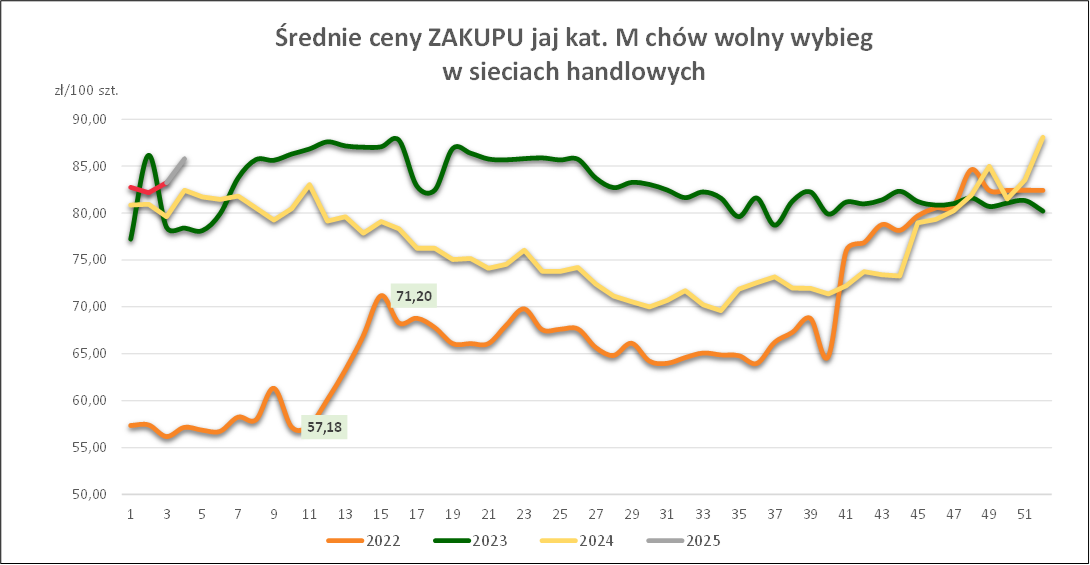 Średnie ceny ZAKUPU jaj kat. M chów wolny wybieg
w sieciach handlowych
zł/100 szt.
90,00
85,00
80,00
75,00
70,00
65,00
60,00
55,00
50,00
71,20
57,18
1 3 5 7 9 11 13 15 17 19 21 23 25 27 29 31 33 35 37 39 41 43 45 47 49 51
2022 2023 2024 2025